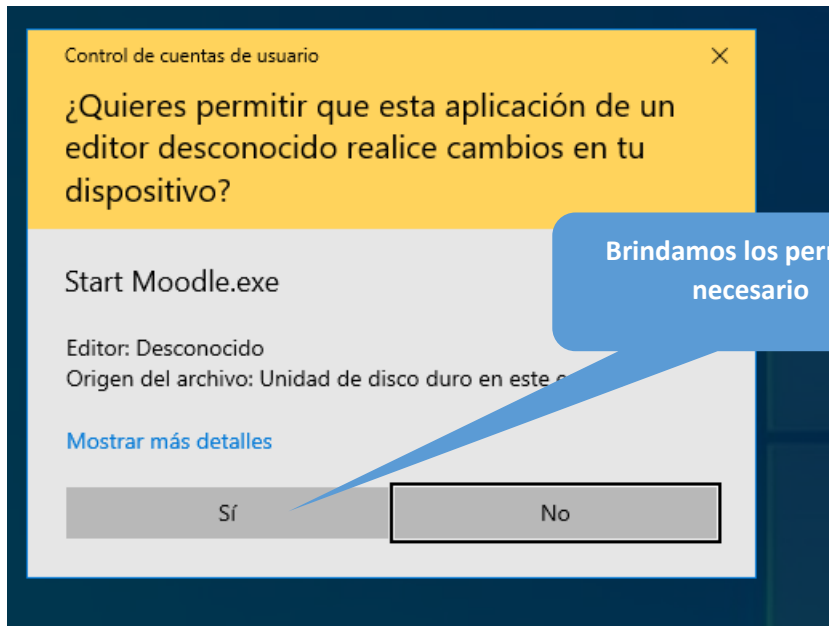 Control de cuentas de usuario
¿Quieres permitir que esta aplicación de un
editor desconocido realice cambios en tu
dispositivo?
Brindamos los
necesario
Start Moodle.exe
Editor: Desconocido
Origen del archivo: Unidad de disco duro en este
Mostrar más detalles
Sí
No